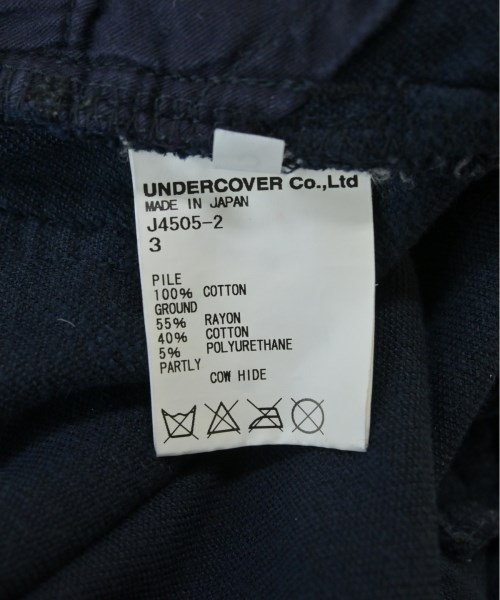 UNDERCOVER Co.,Ltd
MADE IN JAPAN
J4505-2
3
PILE
100% COTTON
GROUND
55% RAYON
40% COTTON
5% POLYURETHANE
PARTLY
COW HIDE